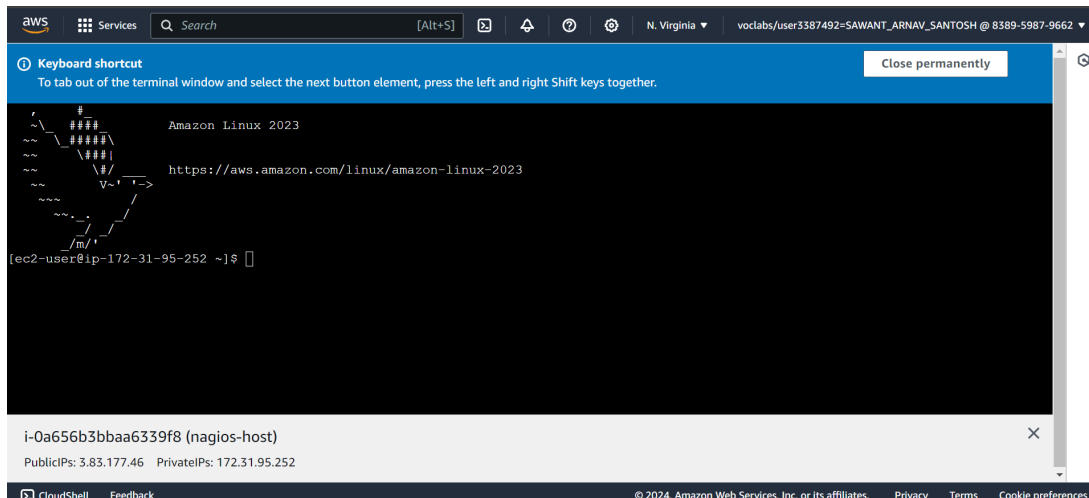 aws Services Search [Alt+S] N. Virginia ▼ voclabs/user3387492=SAWANT_ARNAV_SANTOSH @ 8389-5987-9662 ▼
Keyboard shortcut Close permanently
To tab out of the terminal window and select the next button element, press the left and right Shift keys together.
   ,     #_
   ~\_  ####_        Amazon Linux 2023
  ~~  \_#####\
  ~~     \###|
  ~~       \#/ ___   https://aws.amazon.com/linux/amazon-linux-2023
   ~~       V~' '->
    ~~~         /
      ~~._.   _/
         _/ _/
       _/m/'
[ec2-user@ip-172-31-95-252 ~]$
i-0a656b3bbaa6339f8 (nagios-host)
PublicIPs: 3.83.177.46 PrivateIPs: 172.31.95.252
CloudShell Feedback © 2024, Amazon Web Services, Inc. or its affiliates. Privacy Terms Cookie preferences